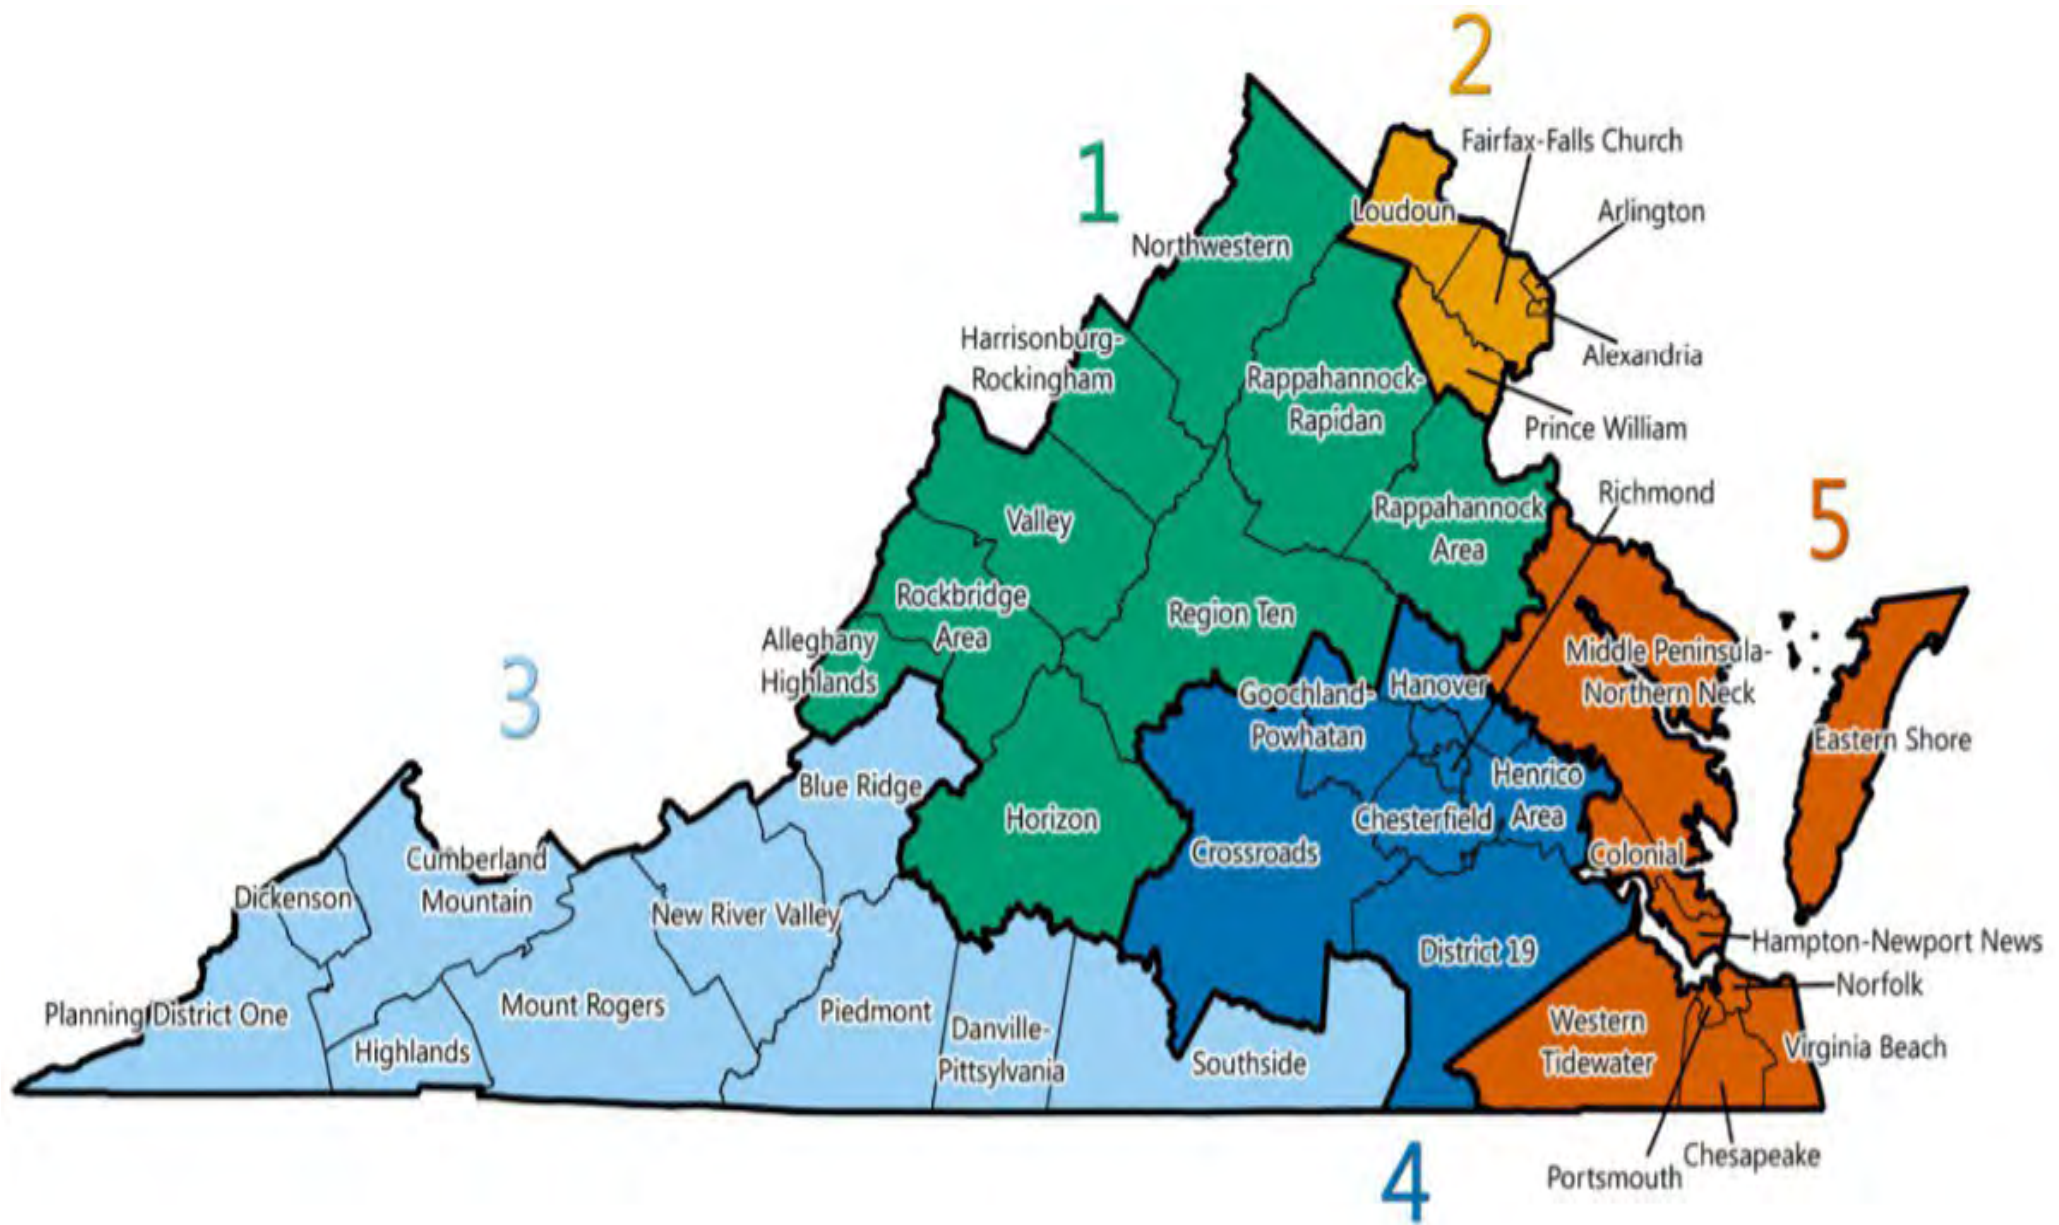 2
Fairfax-Falls Church
1
Arlington
Loudoun
Northwestern
Harrisonburg-
Rockingham
Alexandria
Rappahannock-
Rapidan
Prince William
Richmond
5
Valley
Rappahannock
Area
Rockbridge
Area
Region Ten
Alleghany
Highlands
Middle Peninsula-
Northern Neck
3
Goochland-
Powhatan
Hanover
Eastern Shore
Blue Ridge
Henrico
Area
Horizon
Chesterfield
Crossroads
Colonial
Cumberland
Mountain
Dickenson
New River Valley
District 19
Hampton-Newport News
Norfolk
Planning District One
Mount Rogers
Piedmont
Danville-
Pittsylvania
Western
Tidewater
Virginia Beach
Highlands
Southside
4
Chesapeake
Portsmouth